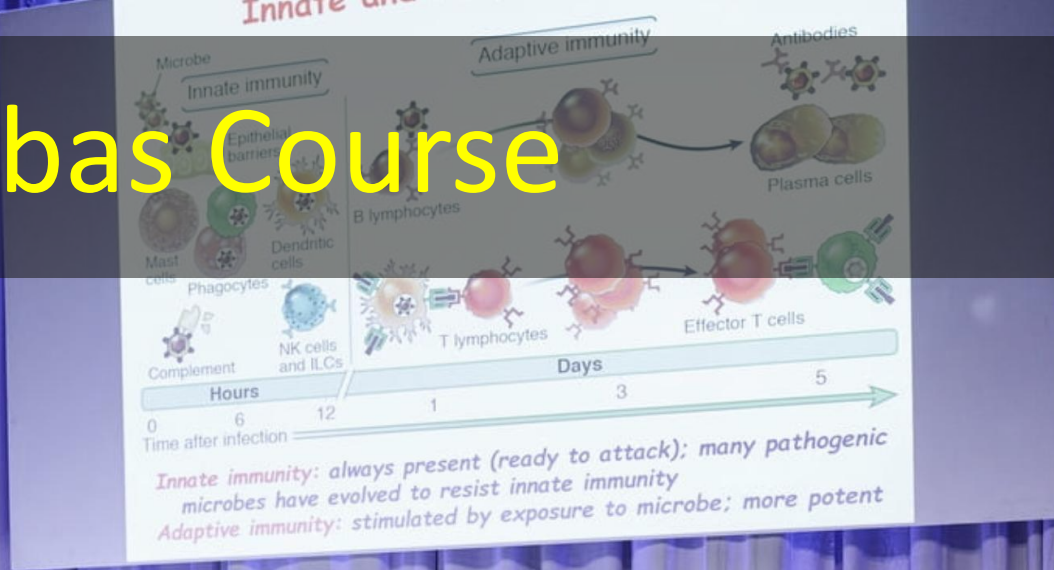 Innate and
Microbe
Innate immunity
Adaptive immunity
Antibodies
Epithelial
barriers
bas Course
B lymphocytes
Plasma cells
Mast
cells
Dendritic
cells
Phagocytes
Complement
NK cells
and ILCs
T lymphocytes
Effector T cells
Hours
Days
0 6 12 1 3 5
Time after infection
Innate immunity: always present (ready to attack); many pathogenic
microbes have evolved to resist innate immunity
Adaptive immunity: stimulated by exposure to microbe; more potent